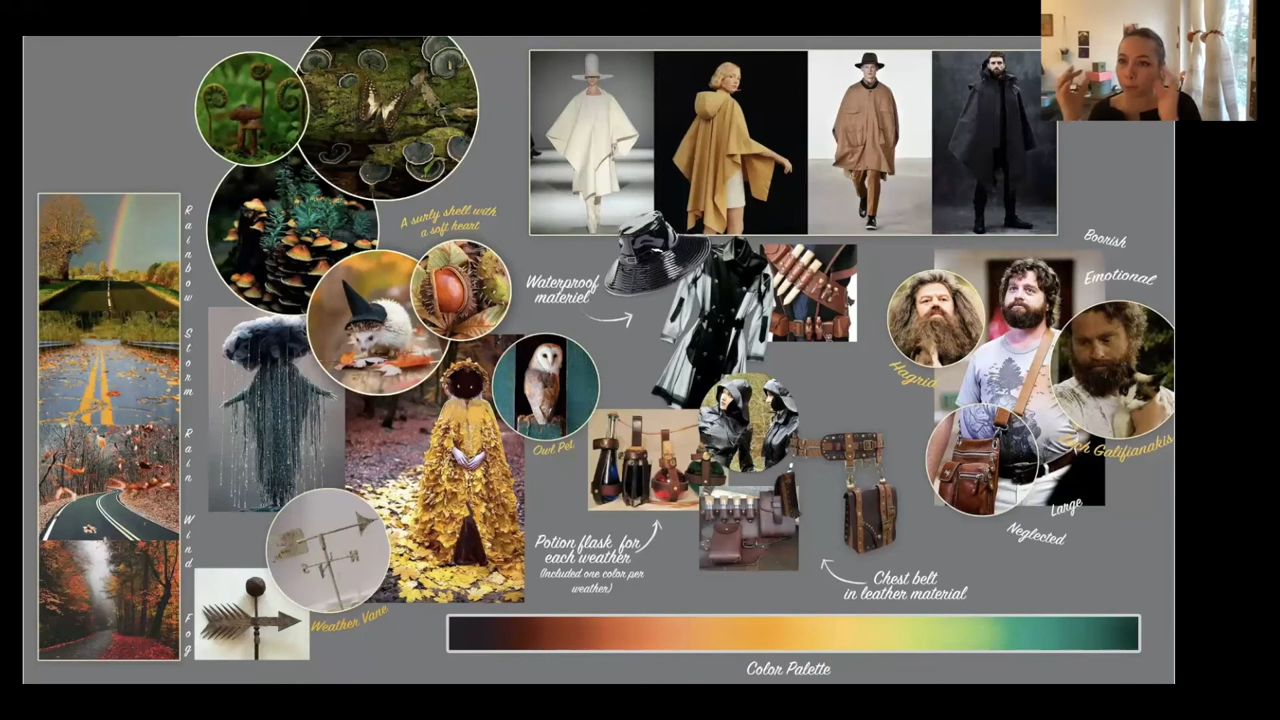 Rainbow
Storm
Rain
Wind
Fog
A surly shell with
a soft heart
Owl Pet
Weather Vane
Waterproof
materiel
Potion flask for
each weather
(Included one color per
weather)
Chest belt
in leather material
Color Palette
Boorish
Emotional
Hagrid
Zach Galifianakis
Large
Neglected